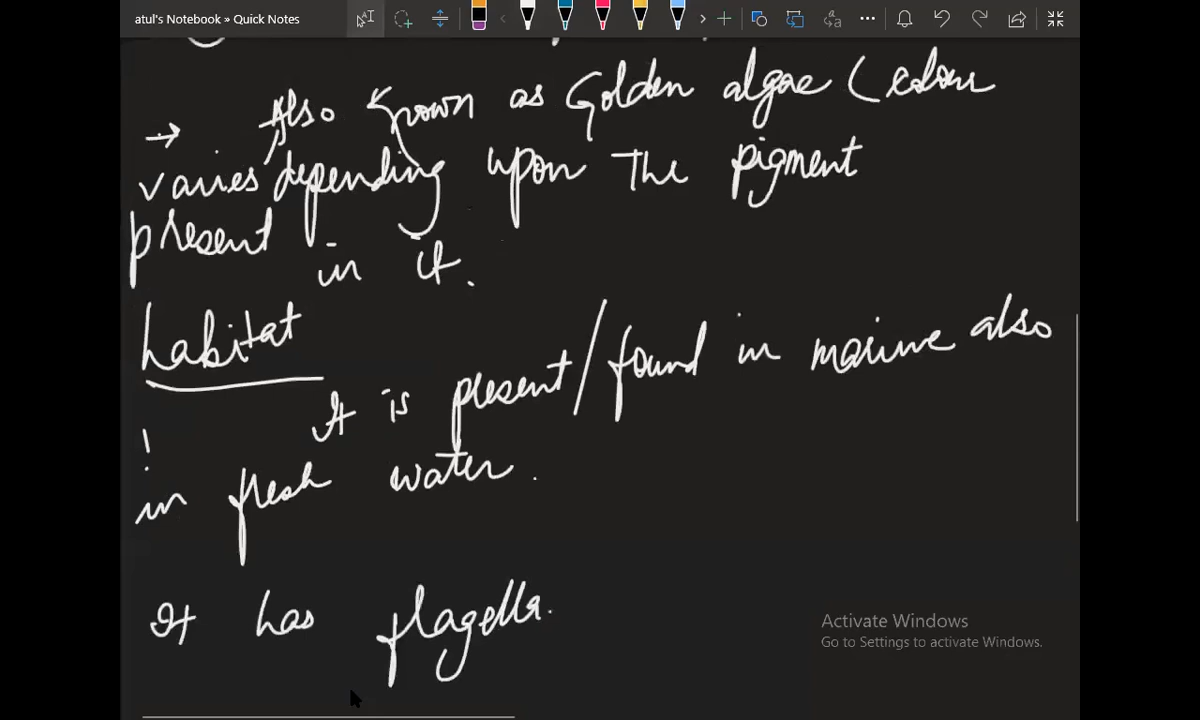 atul's Notebook » Quick Notes
→ Also known as Golden algae (colour
varies depending upon The pigment
present in it.
habitat
It is present/found in marine also
in fresh water.
It has flagella.
Activate Windows
Go to Settings to activate Windows.